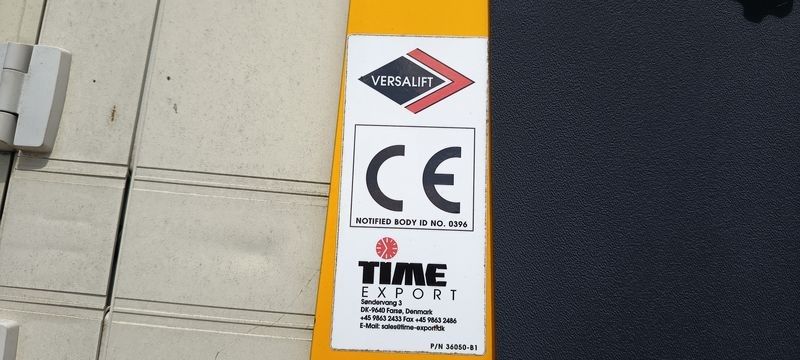 VERSALIFT
CE
NOTIFIED BODY ID NO. 0396
TIME
EXPORT
Søndervang 3
DK-9640 Farsø, Denmark
+45 9863 2433 Fax +45 9863 2486
E-Mail: sales@time-export.dk
P/N 36050-B1